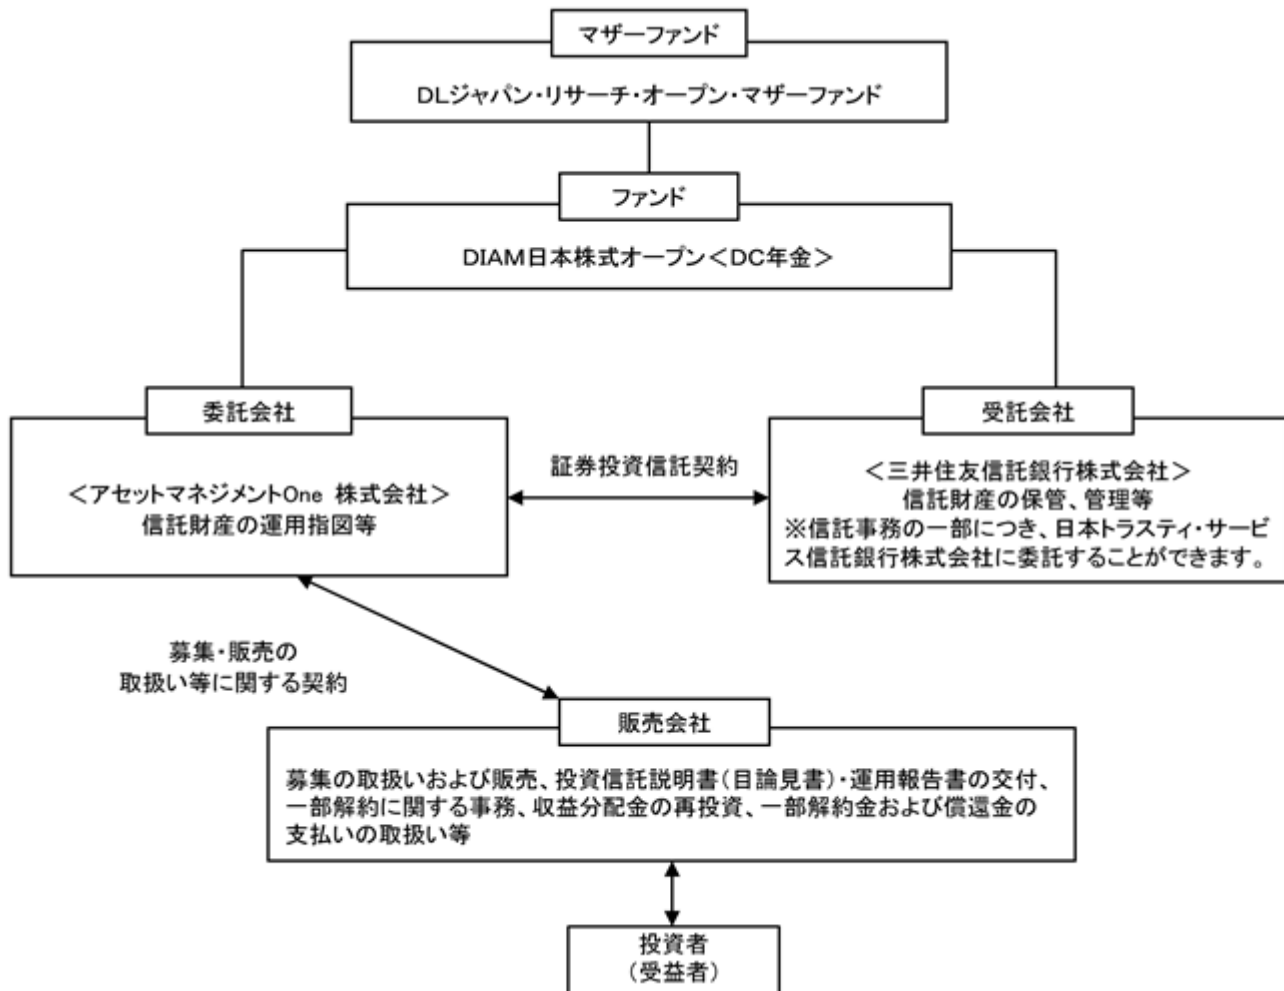 マザーファンド
DLジャパン・リサーチ・オープン・マザーファンド
ファンド
DIAM日本株式オープン＜DC年金＞
委託会社
＜アセットマネジメントOne 株式会社＞
信託財産の運用指図等
証券投資信託契約
受託会社
＜三井住友信託銀行株式会社＞
信託財産の保管、管理等
※信託事務の一部につき、日本トラスティ・サービ
ス信託銀行株式会社に委託することができます。
募集・販売の
取扱い等に関する契約
販売会社
募集の取扱いおよび販売、投資信託説明書（目論見書）・運用報告書の交付、
一部解約に関する事務、収益分配金の再投資、一部解約金および償還金の
支払いの取扱い等
投資者
（受益者）